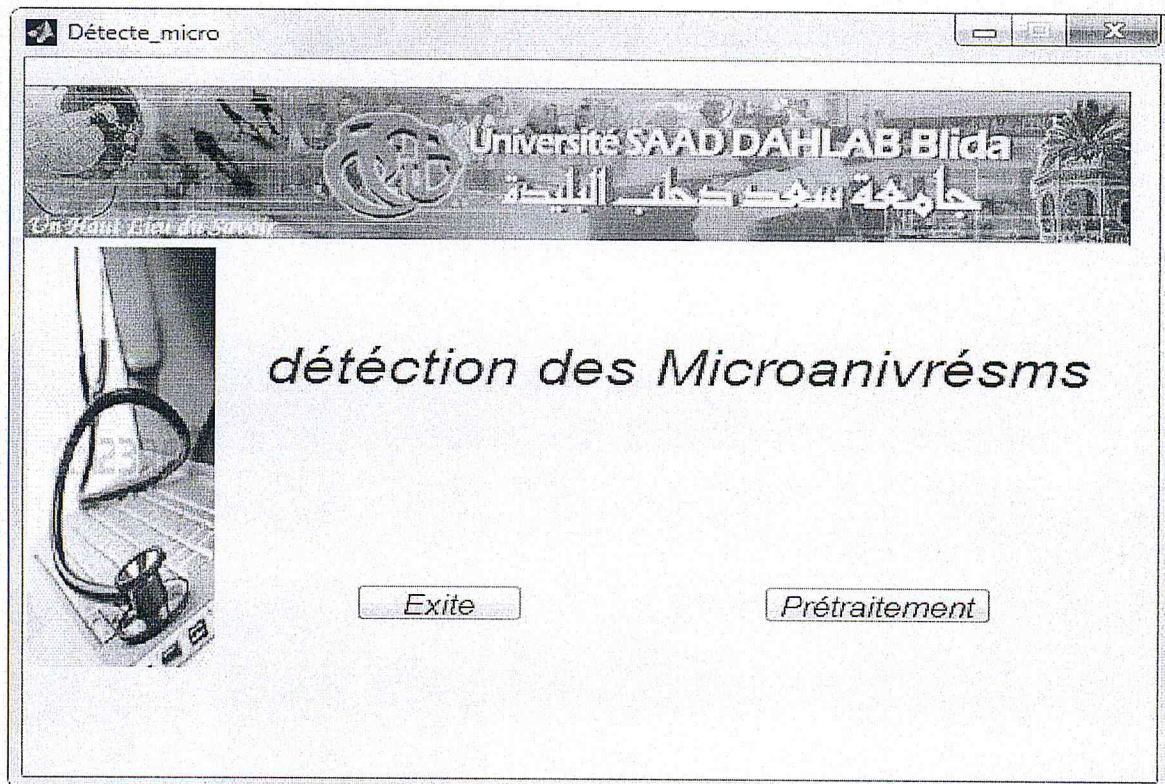 Détecte_micro
Université SAAD DAHLAB Blida
جامعة سعد دحلب البليدة
Un Haut Lieu du Savoir
détéction des Microanivrésms
Exite
Prétraitement